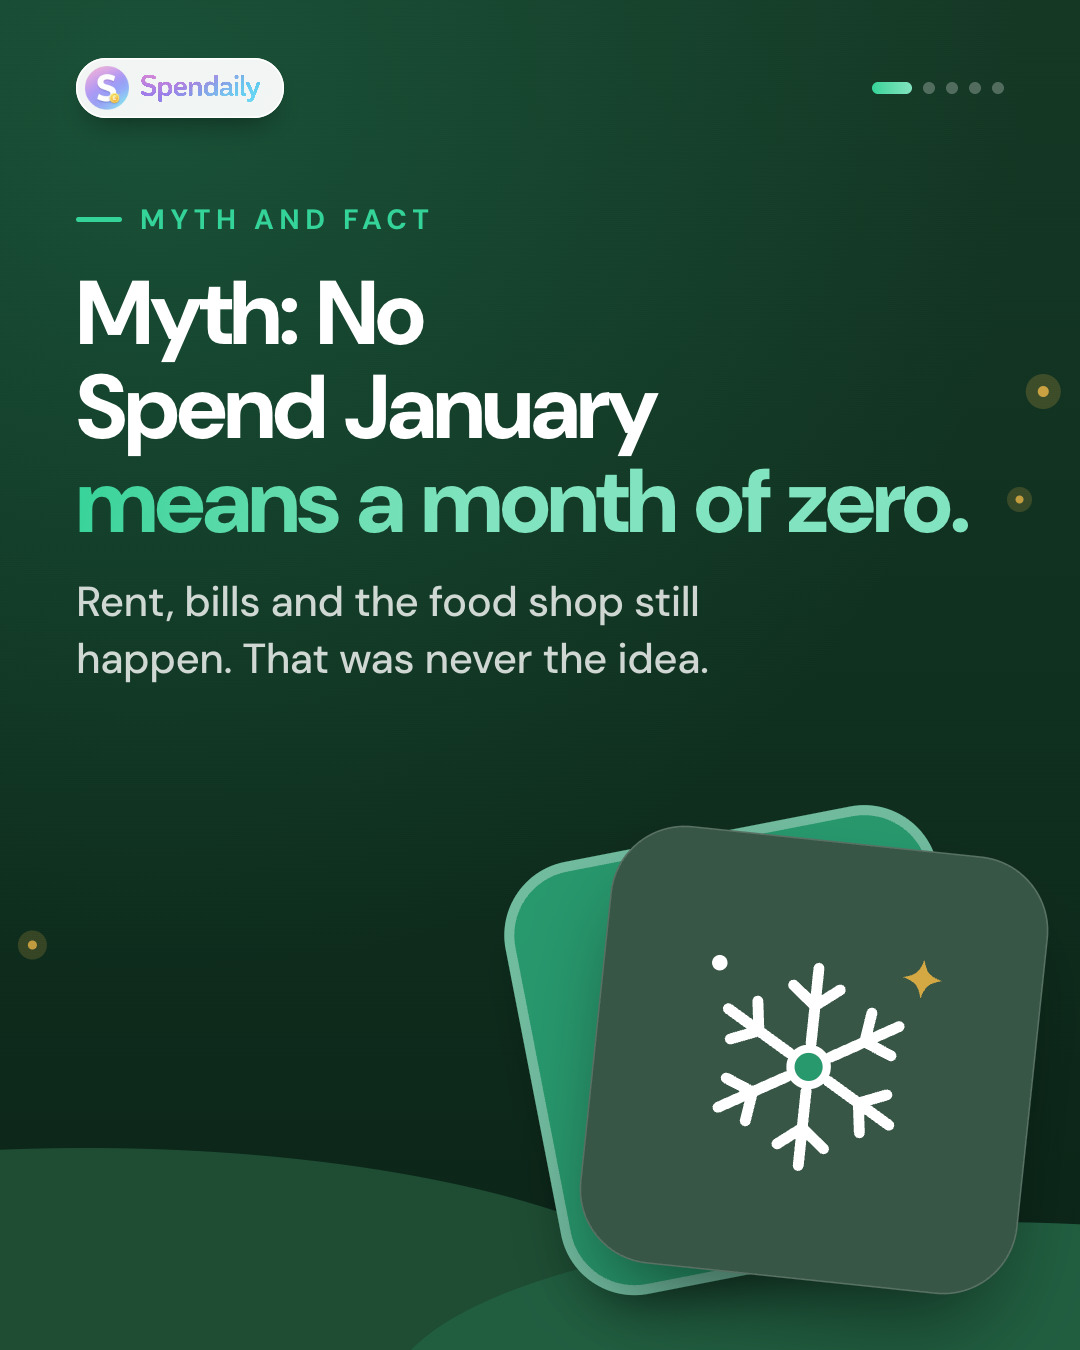 Spendaily
MYTH AND FACT
Myth: No
Spend January
means a month of zero.
Rent, bills and the food shop still
happen. That was never the idea.